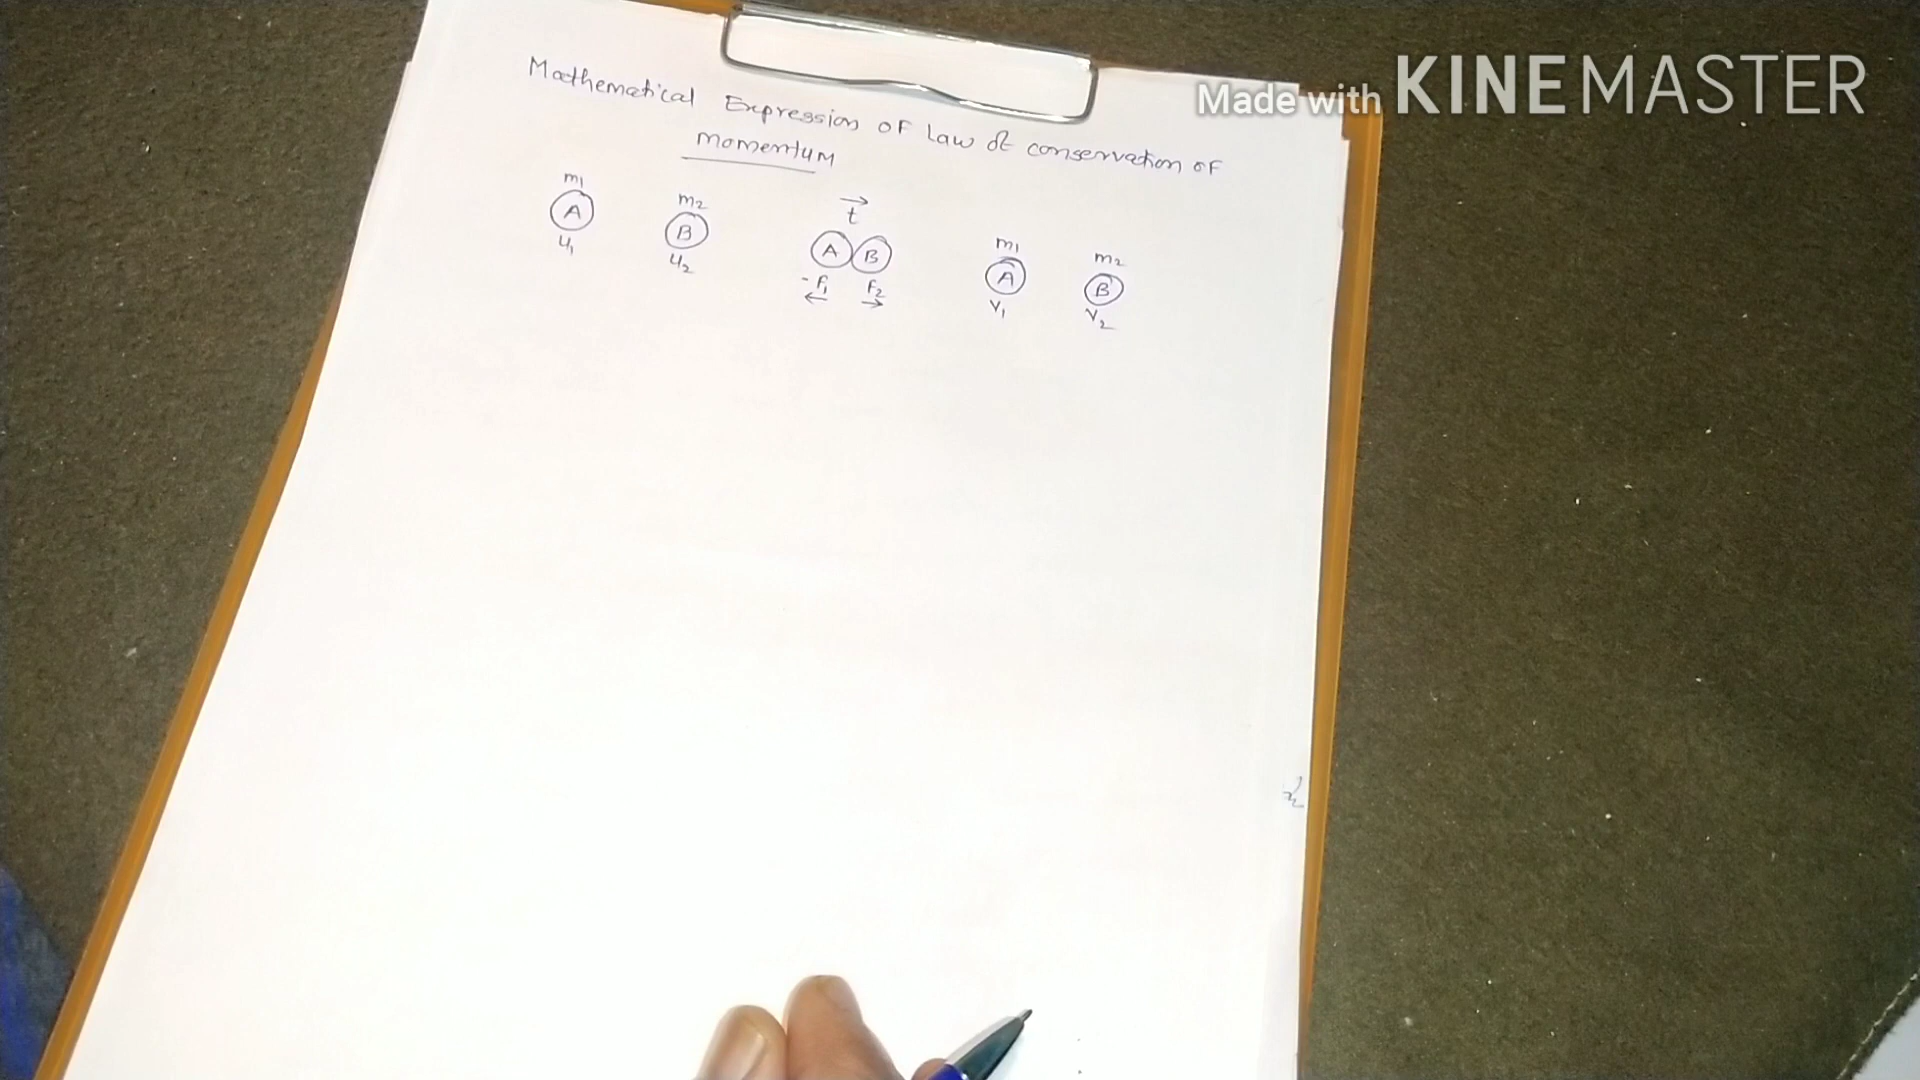 Made with KINEMASTER
Mathematical Expression OF Law of conservation OF
Momentum
m1 m2 t m1 m2
A B A B A B
u1 u2 -F1 F2 v1 v2